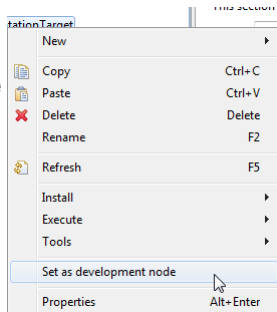 This section
tationTarget
New
Copy Ctrl+C
Paste Ctrl+V
Delete Delete
Rename F2
Refresh F5
Install
Execute
Tools
Set as development node
Properties Alt+Enter